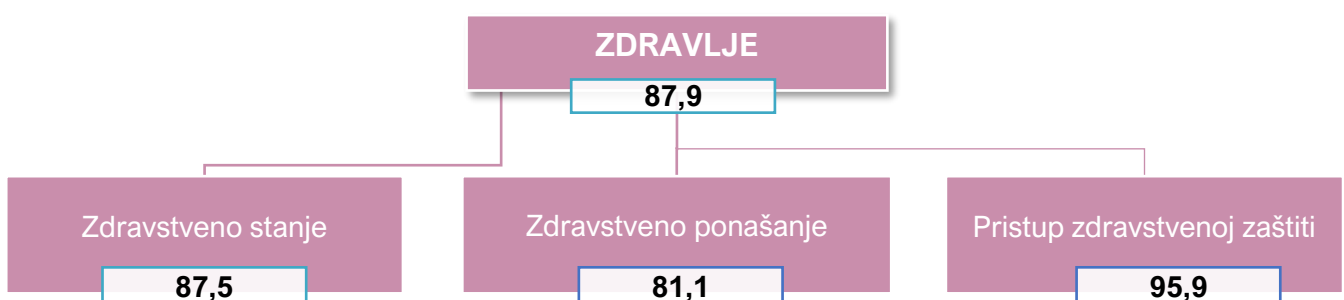 ZDRAVLJE
87,9
Zdravstveno stanje
87,5
Zdravstveno ponašanje
81,1
Pristup zdravstvenoj zaštiti
95,9